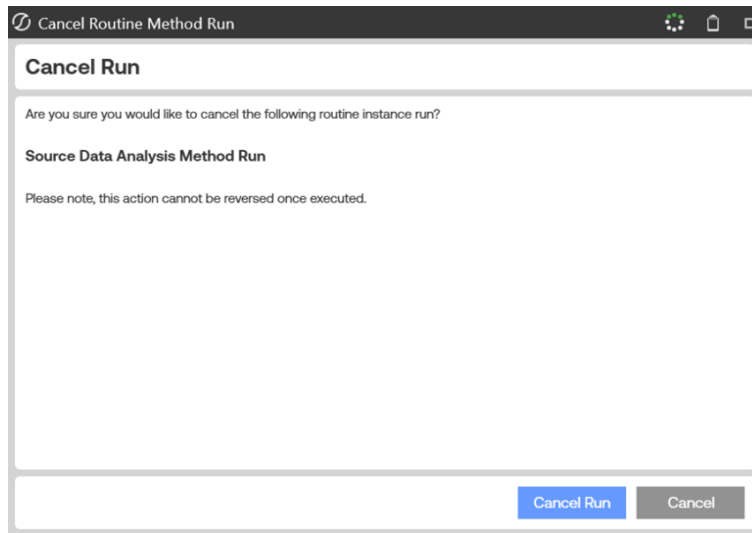 Cancel Routine Method Run
Cancel Run
Are you sure you would like to cancel the following routine instance run?
Source Data Analysis Method Run
Please note, this action cannot be reversed once executed.
Cancel Run
Cancel